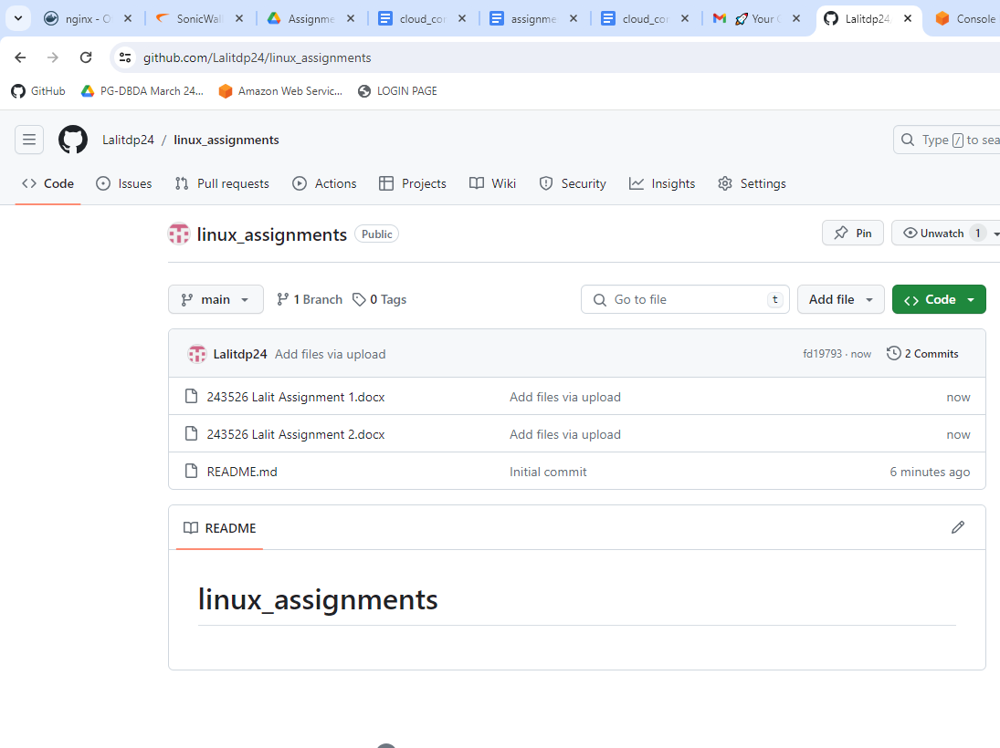 nginx - O
SonicWall
Assignme
cloud_co
assignme
cloud_co
Your C
Lalitdp24
Console
github.com/Lalitdp24/linux_assignments
GitHub
PG-DBDA March 24...
Amazon Web Servic...
LOGIN PAGE
Lalitdp24 / linux_assignments
Type / to sea
Code
Issues
Pull requests
Actions
Projects
Wiki
Security
Insights
Settings
linux_assignments Public
Pin
Unwatch 1
main
1 Branch
0 Tags
Go to file t
Add file
Code
Lalitdp24 Add files via upload fd19793 · now 2 Commits
243526 Lalit Assignment 1.docx Add files via upload now
243526 Lalit Assignment 2.docx Add files via upload now
README.md Initial commit 6 minutes ago
README
linux_assignments